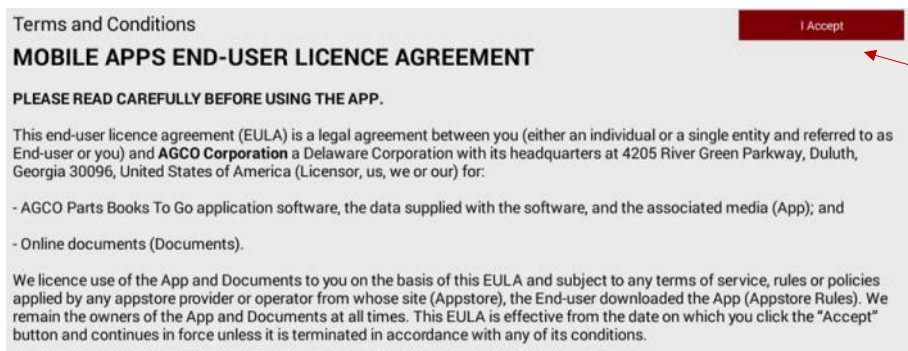 Terms and Conditions
I Accept
MOBILE APPS END-USER LICENCE AGREEMENT
PLEASE READ CAREFULLY BEFORE USING THE APP.
This end-user licence agreement (EULA) is a legal agreement between you (either an individual or a single entity and referred to as
End-user or you) and AGCO Corporation a Delaware Corporation with its headquarters at 4205 River Green Parkway, Duluth,
Georgia 30096, United States of America (Licensor, us, we or our) for:
- AGCO Parts Books To Go application software, the data supplied with the software, and the associated media (App); and
- Online documents (Documents).
We licence use of the App and Documents to you on the basis of this EULA and subject to any terms of service, rules or policies
applied by any appstore provider or operator from whose site (Appstore), the End-user downloaded the App (Appstore Rules). We
remain the owners of the App and Documents at all times. This EULA is effective from the date on which you click the “Accept”
button and continues in force unless it is terminated in accordance with any of its conditions.